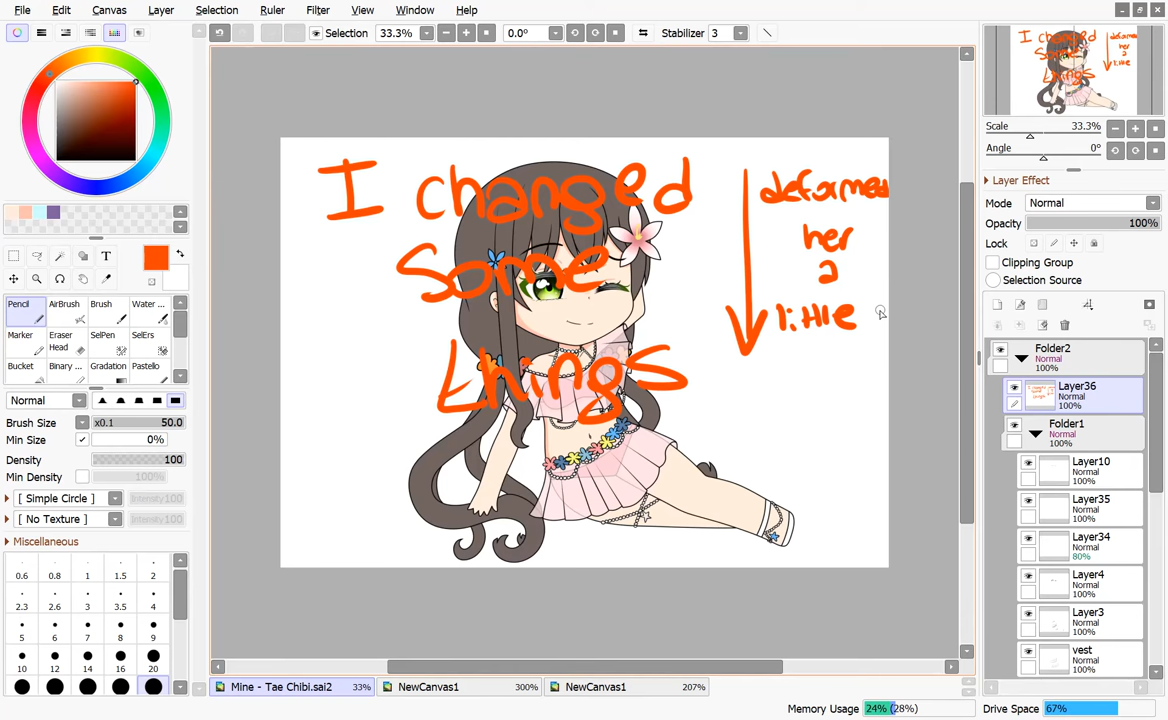 File Edit Canvas Layer Selection Ruler Filter View Window Help
Selection 33.3% 0.0° Stabilizer 3
I changed
Some
things
deformed
her
a
little
Scale 33.3%
Angle 0°
Layer Effect
Mode Normal
Opacity 100%
Lock
Clipping Group
Selection Source
Folder2
Normal
100%
Layer36
Normal
100%
Folder1
Normal
100%
Layer10
Normal
100%
Layer35
Normal
100%
Layer34
80%
Layer4
Normal
100%
Layer3
Normal
100%
vest
Normal
100%
T
Pencil AirBrush Brush Water ...
Marker Eraser Head SelPen SelErs
Bucket Binary ... Gradation Pastello
Normal
Brush Size x0.1 50.0
Min Size 0%
Density 100
Min Density 100%
[ Simple Circle ] Intensity 100
[ No Texture ] Intensity 100
Miscellaneous
0.6 0.8 1 1.5 2
2.3 2.6 3 3.5 4
5 6 7 8 9
10 12 14 16 20
Mine - Tae Chibi.sai2 33% NewCanvas1 300% NewCanvas1 207%
Memory Usage 24% (28%) Drive Space 67%